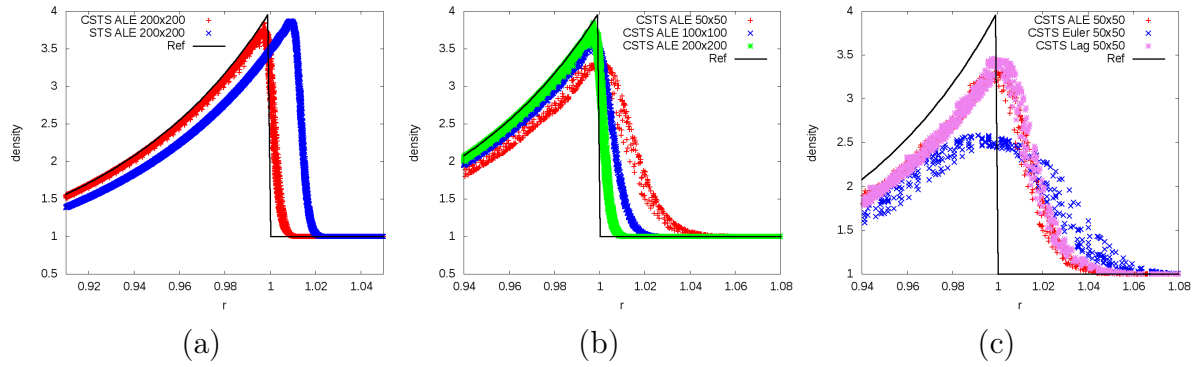 CSTS ALE 200x200
STS ALE 200x200
Ref
density
4
3.5
3
2.5
2
1.5
1
0.5
0.92 0.94 0.96 0.98 1 1.02 1.04
r
(a)
CSTS ALE 50x50
CSTS ALE 100x100
CSTS ALE 200x200
Ref
density
4
3.5
3
2.5
2
1.5
1
0.5
0.94 0.96 0.98 1 1.02 1.04 1.06 1.08
r
(b)
CSTS ALE 50x50
CSTS Euler 50x50
CSTS Lag 50x50
Ref
density
4
3.5
3
2.5
2
1.5
1
0.94 0.96 0.98 1 1.02 1.04 1.06 1.08
r
(c)